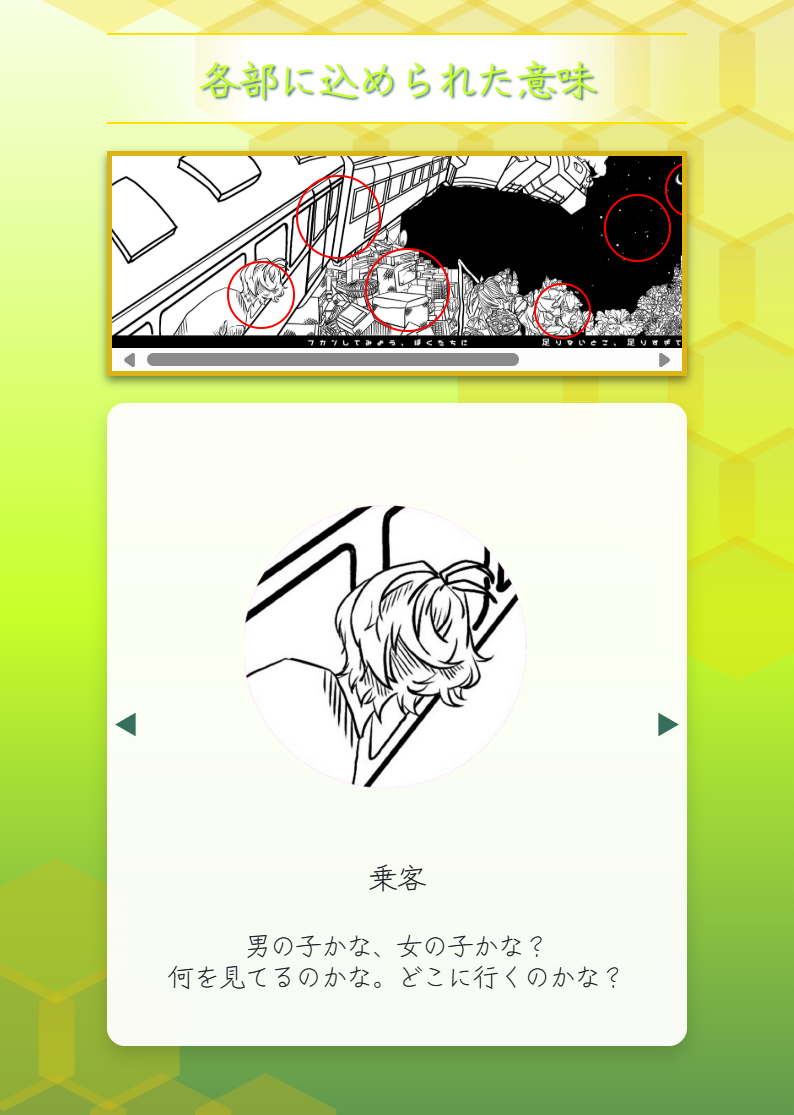 各部に込められた意味
フカンしてみよう、ぼくたちに
足りないとこ、足りすぎて
乗客
男の子かな、女の子かな？
何を見てるのかな。どこに行くのかな？